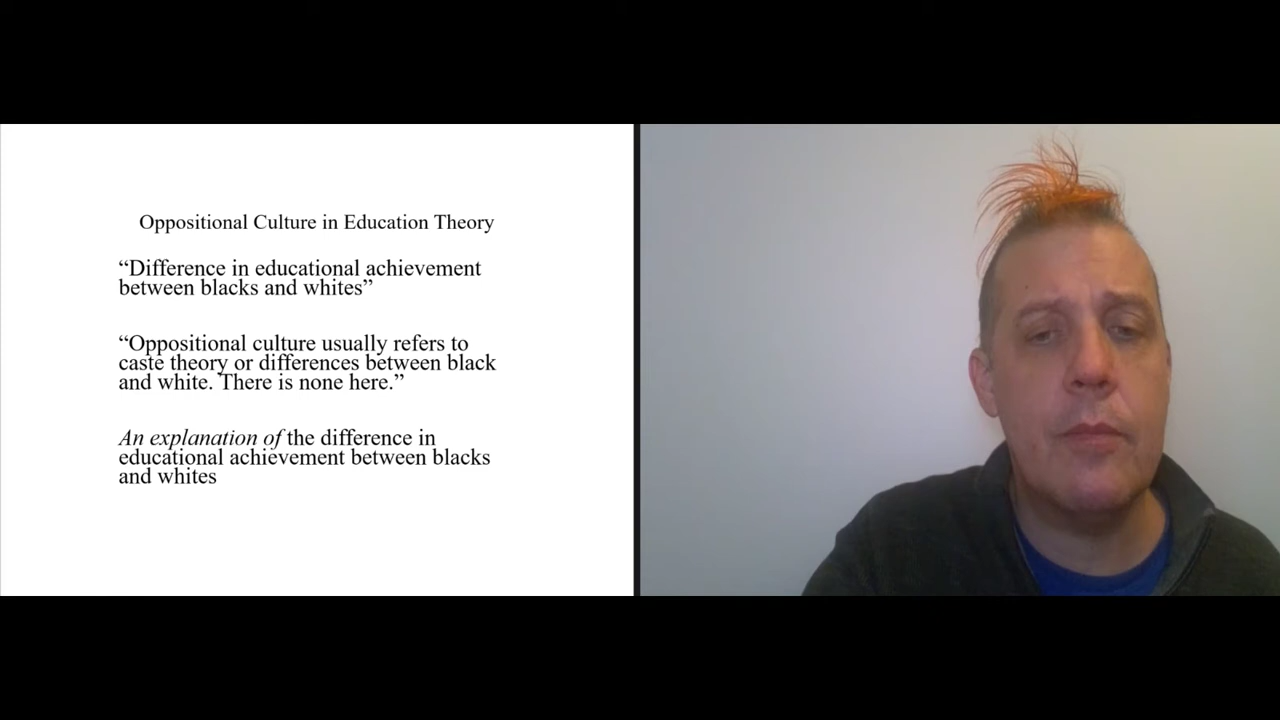 Oppositional Culture in Education Theory
“Difference in educational achievement
between blacks and whites”
“Oppositional culture usually refers to
caste theory or differences between black
and white. There is none here.”
An explanation of the difference in
educational achievement between blacks
and whites